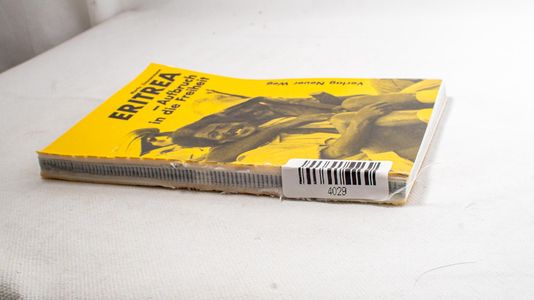 ERITREA
– Aufbruch
in die Freiheit
Verlag Neuer Weg
4029